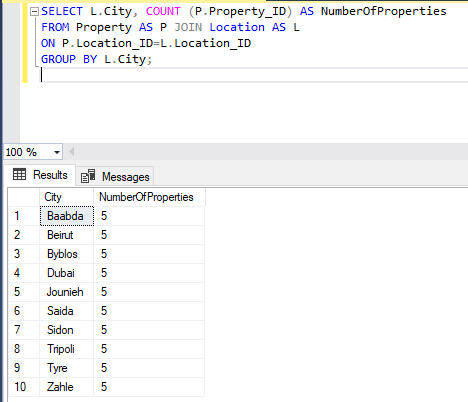 SELECT L.City, COUNT (P.Property_ID) AS NumberOfProperties
FROM Property AS P JOIN Location AS L
ON P.Location_ID=L.Location_ID
GROUP BY L.City;
100 %
Results Messages
City NumberOfProperties
1 Baabda 5
2 Beirut 5
3 Byblos 5
4 Dubai 5
5 Jounieh 5
6 Saida 5
7 Sidon 5
8 Tripoli 5
9 Tyre 5
10 Zahle 5